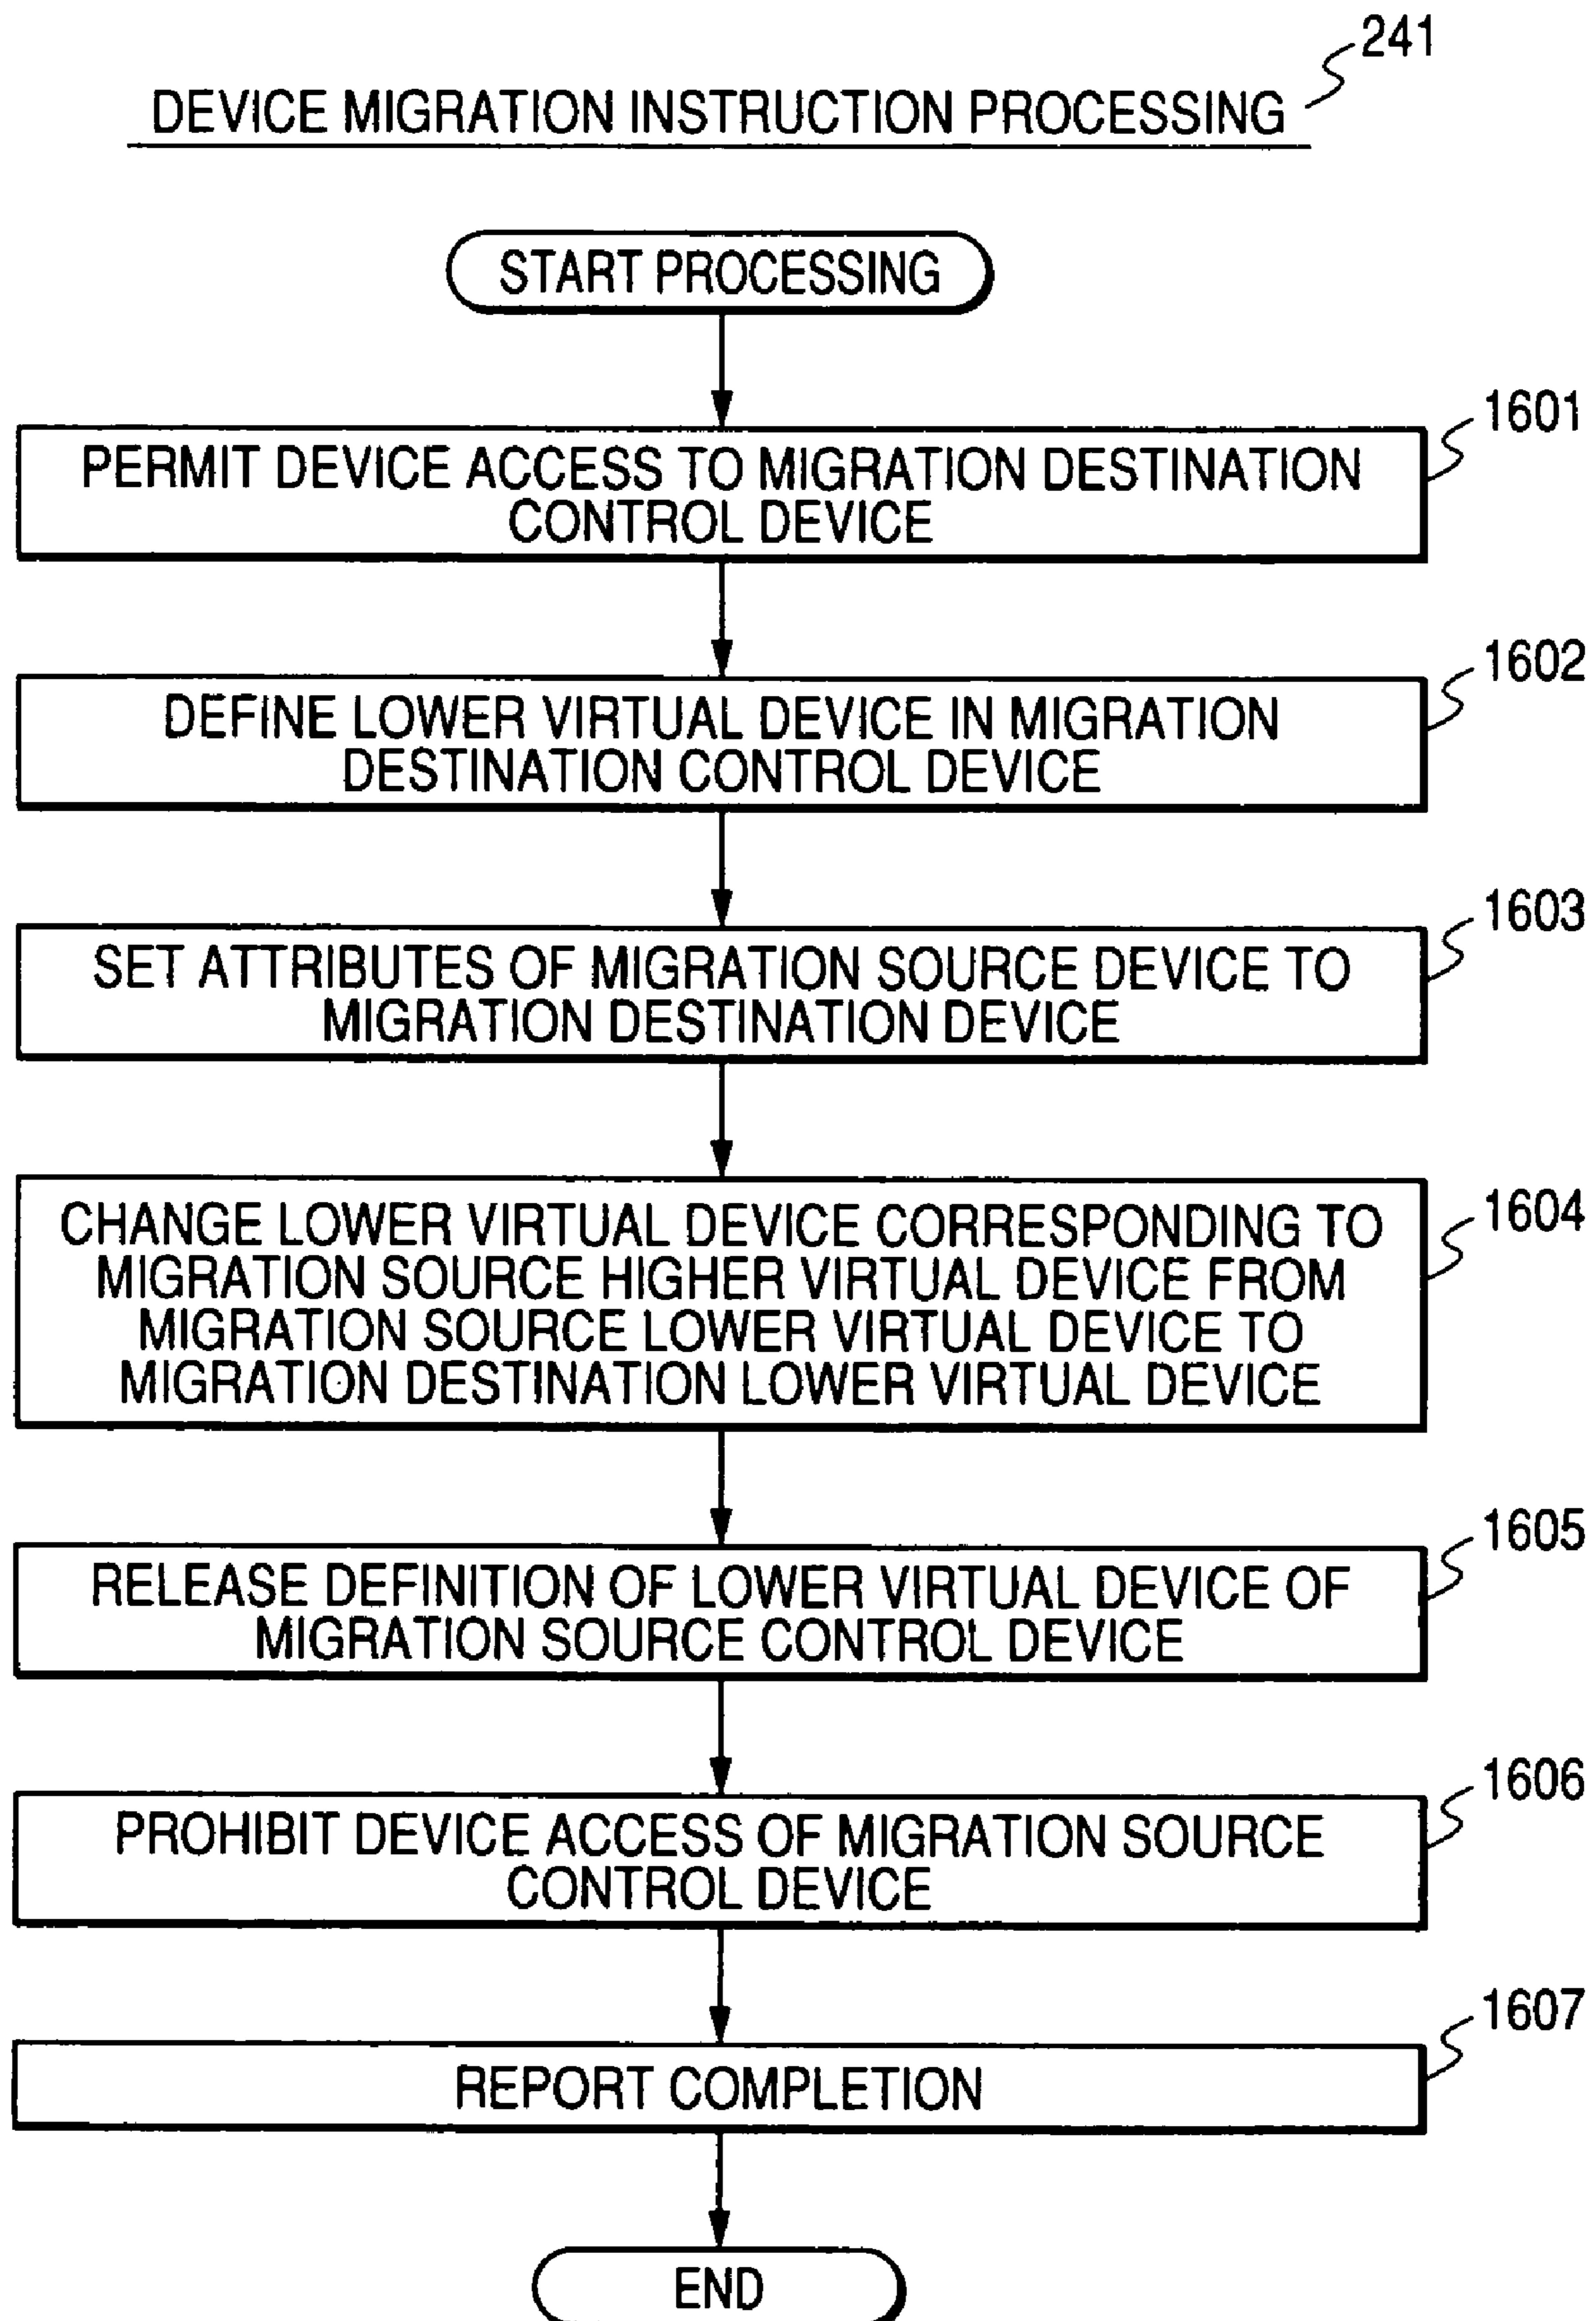 241
DEVICE MIGRATION INSTRUCTION PROCESSING
START PROCESSING
1601
PERMIT DEVICE ACCESS TO MIGRATION DESTINATION
CONTROL DEVICE
1602
DEFINE LOWER VIRTUAL DEVICE IN MIGRATION
DESTINATION CONTROL DEVICE
1603
SET ATTRIBUTES OF MIGRATION SOURCE DEVICE TO
MIGRATION DESTINATION DEVICE
1604
CHANGE LOWER VIRTUAL DEVICE CORRESPONDING TO
MIGRATION SOURCE HIGHER VIRTUAL DEVICE FROM
MIGRATION SOURCE LOWER VIRTUAL DEVICE TO
MIGRATION DESTINATION LOWER VIRTUAL DEVICE
1605
RELEASE DEFINITION OF LOWER VIRTUAL DEVICE OF
MIGRATION SOURCE CONTROL DEVICE
1606
PROHIBIT DEVICE ACCESS OF MIGRATION SOURCE
CONTROL DEVICE
1607
REPORT COMPLETION
END